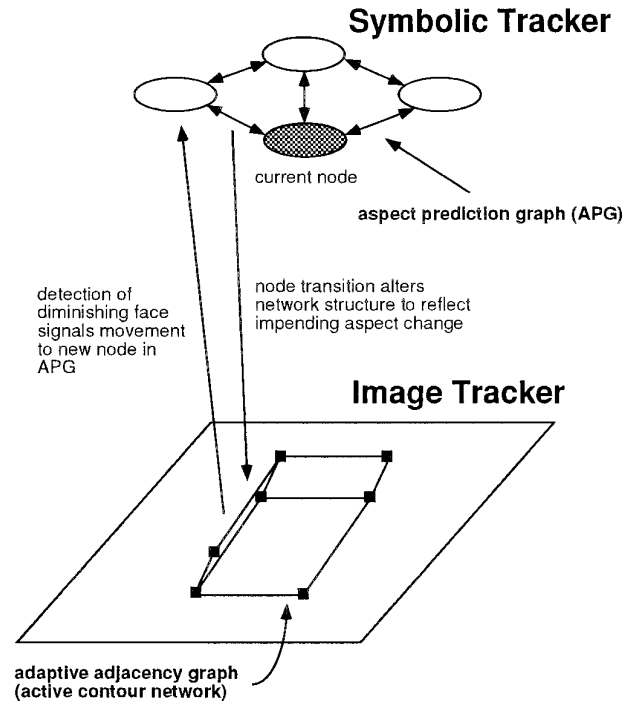 Symbolic Tracker
current node
aspect prediction graph (APG)
detection of
diminishing face
signals movement
to new node in
APG
node transition alters
network structure to reflect
impending aspect change
Image Tracker
adaptive adjacency graph
(active contour network)